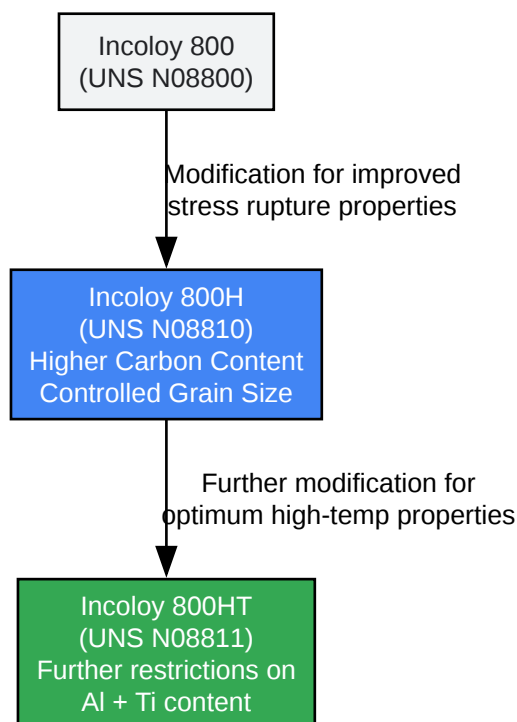 Incoloy 800
(UNS N08800)
Modification for improved
stress rupture properties
Incoloy 800H
(UNS N08810)
Higher Carbon Content
Controlled Grain Size
Further modification for
optimum high-temp properties
Incoloy 800HT
(UNS N08811)
Further restrictions on
Al + Ti content